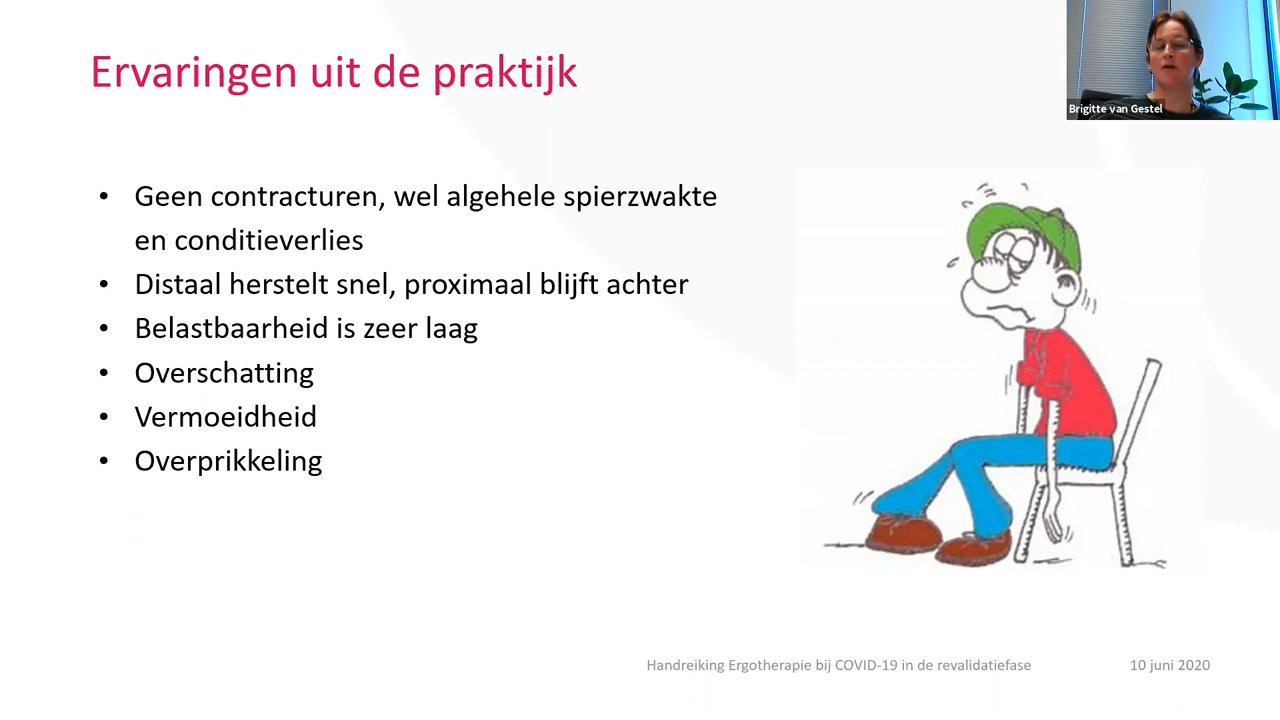 Ervaringen uit de praktijk
Brigitte van Gestel
• Geen contracturen, wel algehele spierzwakte
en conditieverlies
• Distaal herstelt snel, proximaal blijft achter
• Belastbaarheid is zeer laag
• Overschatting
• Vermoeidheid
• Overprikkeling
Handreiking Ergotherapie bij COVID-19 in de revalidatiefase
10 juni 2020